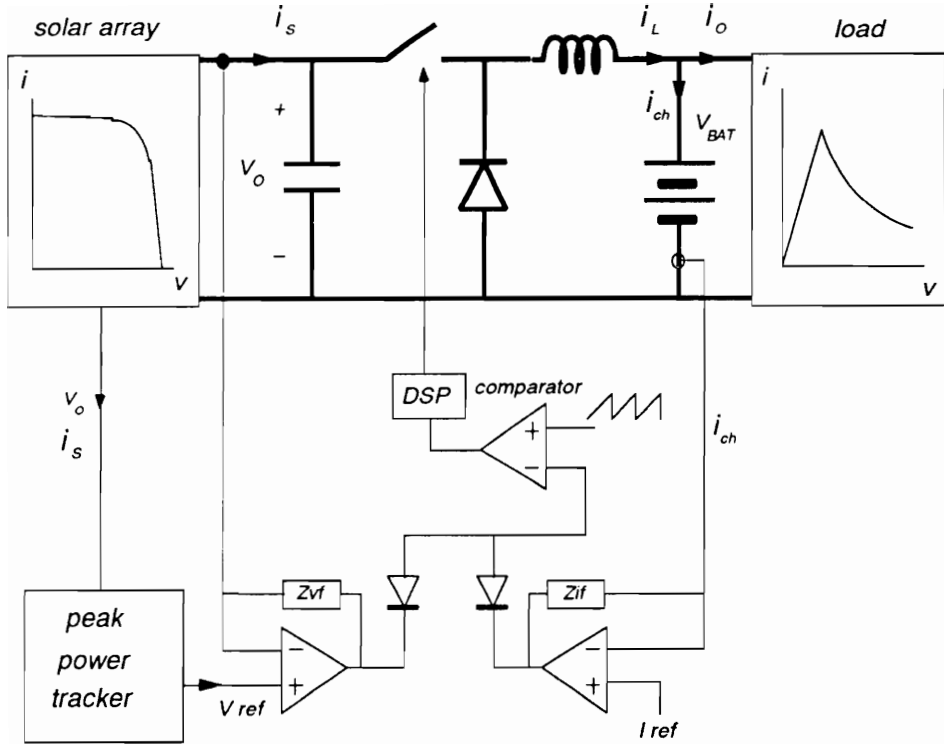 solar array
i_s
i_L
i_O
load
i
v
+
V_O
−
i_ch
V_BAT
i
v
V_o
i_s
DSP
comparator
+
−
i_ch
Zvf
Zif
peak
power
tracker
−
+
V ref
−
+
I ref